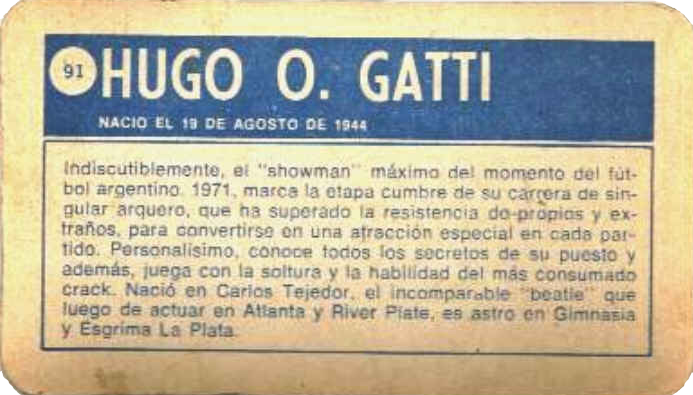 91 HUGO O. GATTI
NACIO EL 19 DE AGOSTO DE 1944
Indiscutiblemente, el "showman" máximo del momento del fút-
bol argentino. 1971, marca la etapa cumbre de su carrera de sin-
gular arquero, que ha superado la resistencia de propios y ex-
traños, para convertirse en una atracción especial en cada par-
tido. Personalísimo, conoce todos los secretos de su puesto y
además, juega con la soltura y la habilidad del más consumado
crack. Nació en Carlos Tejedor, el incomparable "beatle" que
luego de actuar en Atlanta y River Plate, es astro en Gimnasia
y Esgrima La Plata.